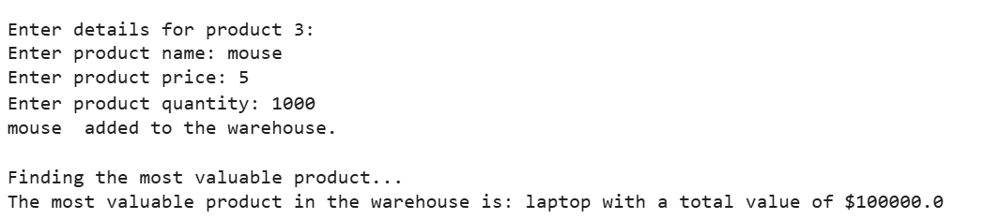 Enter details for product 3:
Enter product name: mouse
Enter product price: 5
Enter product quantity: 1000
mouse  added to the warehouse.
Finding the most valuable product...
The most valuable product in the warehouse is: laptop with a total value of $100000.0